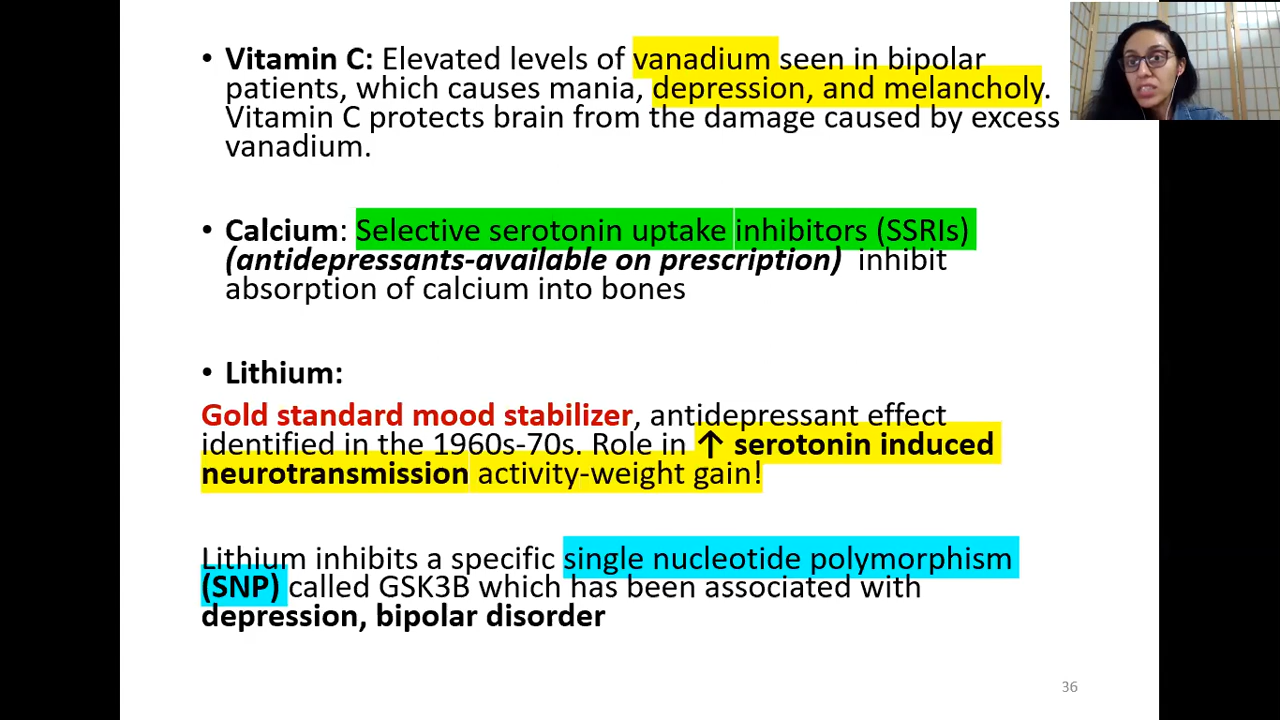 • Vitamin C: Elevated levels of vanadium seen in bipolar
patients, which causes mania, depression, and melancholy.
Vitamin C protects brain from the damage caused by excess
vanadium.
• Calcium: Selective serotonin uptake inhibitors (SSRIs)
(antidepressants-available on prescription) inhibit
absorption of calcium into bones
• Lithium:
Gold standard mood stabilizer, antidepressant effect
identified in the 1960s-70s. Role in ↑ serotonin induced
neurotransmission activity-weight gain!
Lithium inhibits a specific single nucleotide polymorphism
(SNP) called GSK3B which has been associated with
depression, bipolar disorder
36